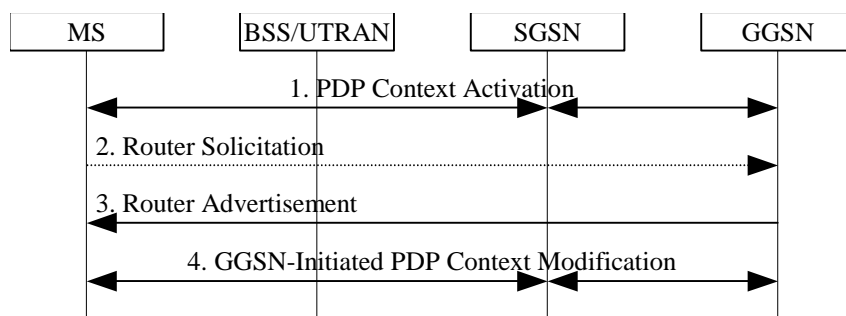 MS BSS/UTRAN SGSN GGSN
1. PDP Context Activation
2. Router Solicitation
3. Router Advertisement
4. GGSN-Initiated PDP Context Modification